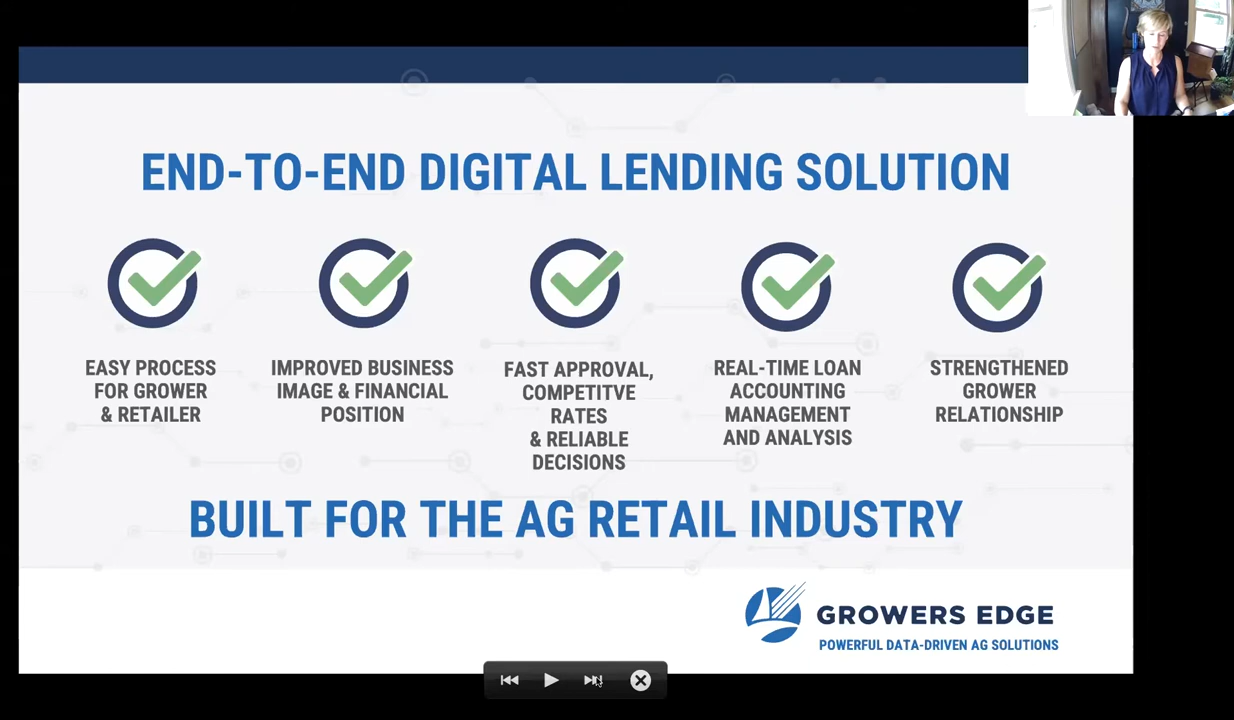 END-TO-END DIGITAL LENDING SOLUTION
EASY PROCESS
FOR GROWER
& RETAILER
IMPROVED BUSINESS
IMAGE & FINANCIAL
POSITION
FAST APPROVAL,
COMPETITVE
RATES
& RELIABLE
DECISIONS
REAL-TIME LOAN
ACCOUNTING
MANAGEMENT
AND ANALYSIS
STRENGTHENED
GROWER
RELATIONSHIP
BUILT FOR THE AG RETAIL INDUSTRY
GROWERS EDGE
POWERFUL DATA-DRIVEN AG SOLUTIONS